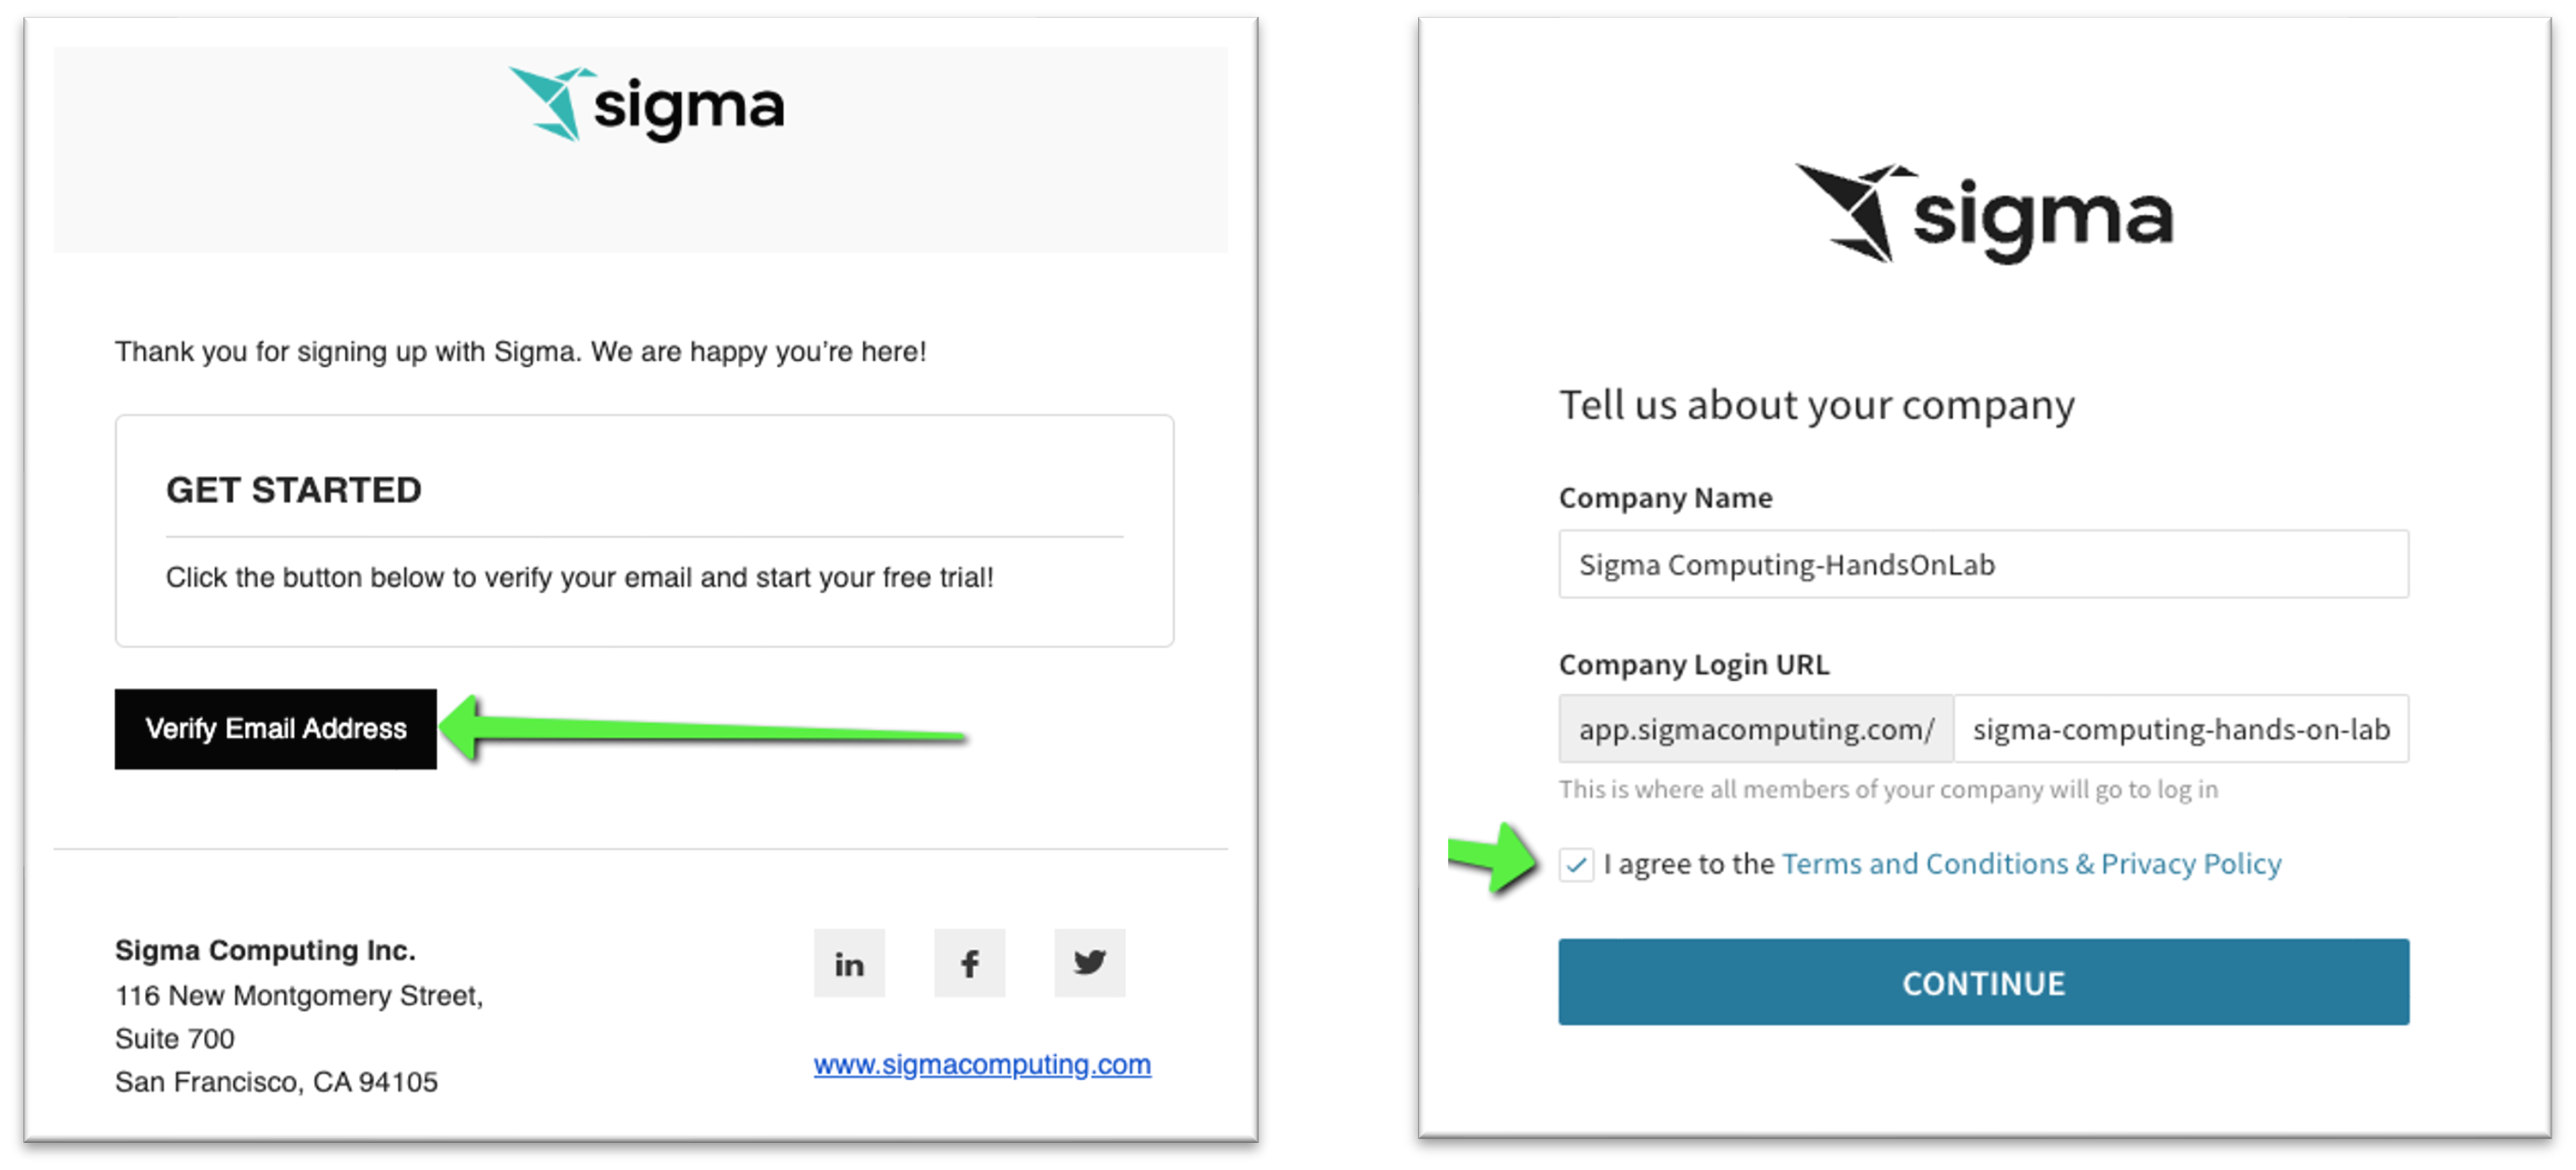 sigma
Thank you for signing up with Sigma. We are happy you’re here!
GET STARTED
Click the button below to verify your email and start your free trial!
Verify Email Address
Sigma Computing Inc.
116 New Montgomery Street,
Suite 700
San Francisco, CA 94105
in
f
www.sigmacomputing.com
sigma
Tell us about your company
Company Name
Sigma Computing-HandsOnLab
Company Login URL
app.sigmacomputing.com/ sigma-computing-hands-on-lab
This is where all members of your company will go to log in
I agree to the Terms and Conditions & Privacy Policy
CONTINUE